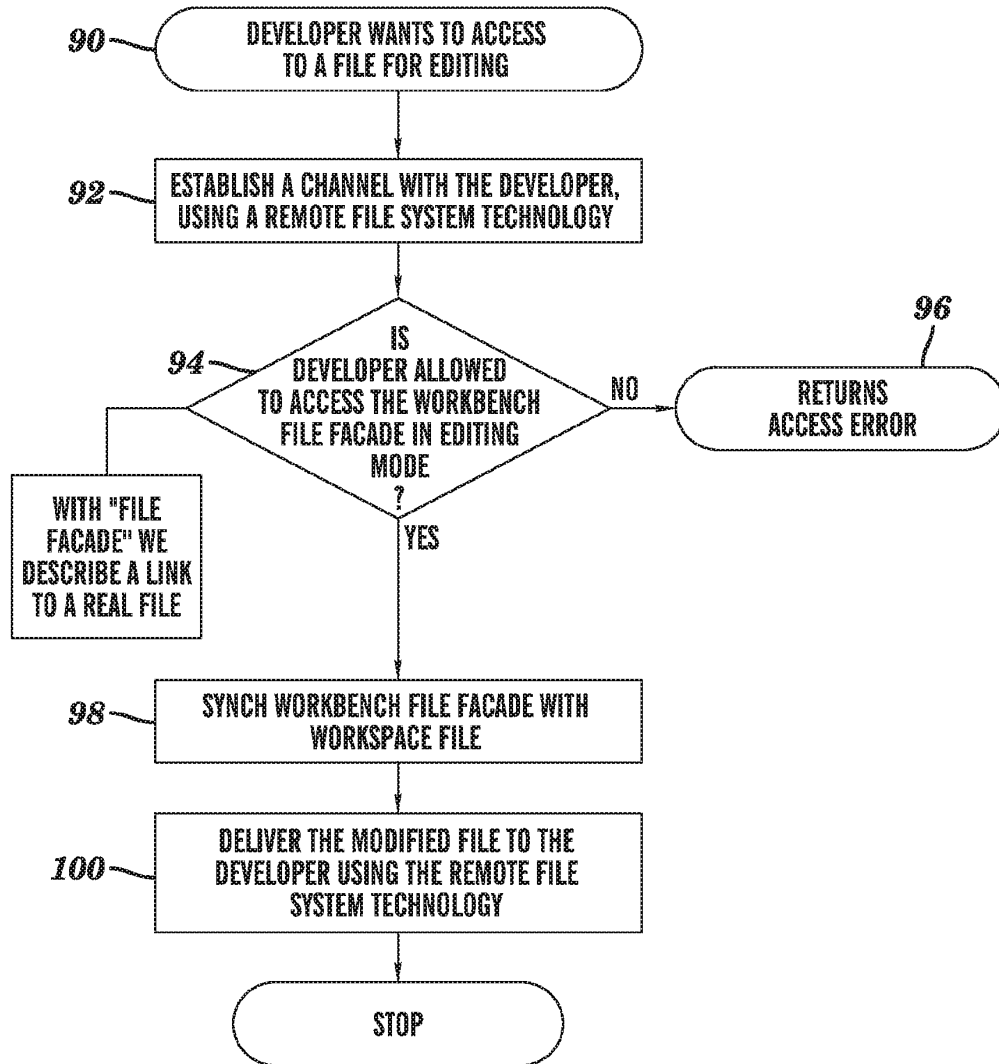 90
DEVELOPER WANTS TO ACCESS
TO A FILE FOR EDITING
92
ESTABLISH A CHANNEL WITH THE DEVELOPER,
USING A REMOTE FILE SYSTEM TECHNOLOGY
94
IS
DEVELOPER ALLOWED
TO ACCESS THE WORKBENCH
FILE FACADE IN EDITING
MODE
?
NO
96
RETURNS
ACCESS ERROR
YES
WITH "FILE
FACADE" WE
DESCRIBE A LINK
TO A REAL FILE
98
SYNCH WORKBENCH FILE FACADE WITH
WORKSPACE FILE
100
DELIVER THE MODIFIED FILE TO THE
DEVELOPER USING THE REMOTE FILE
SYSTEM TECHNOLOGY
STOP